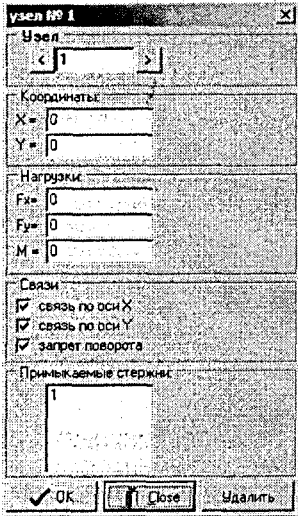 узел № 1
Узел
< 1 >
Координаты:
X = 0
Y = 0
Нагрузки:
Fx= 0
Fy= 0
M = 0
Связи
связь по оси X
связь по оси Y
запрет поворота
Примыкаемые стержни:
1
OK Close Удалить